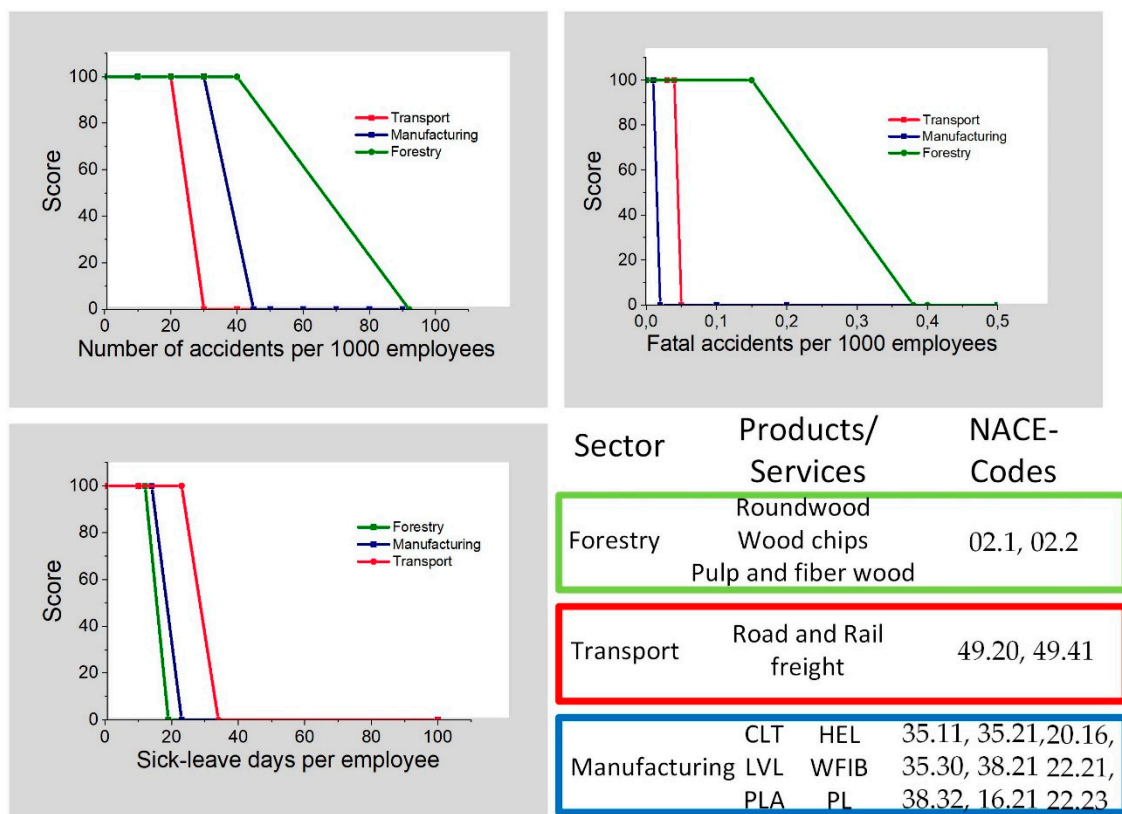 100
80
60
40
20
0
Score
Transport
Manufacturing
Forestry
0 20 40 60 80 100
Number of accidents per 1000 employees
100
80
60
40
20
0
Score
Transport
Manufacturing
Forestry
0,0 0,1 0,2 0,3 0,4 0,5
Fatal accidents per 1000 employees
100
80
60
40
20
0
Score
Forestry
Manufacturing
Transport
0 20 40 60 80 100
Sick-leave days per employee
Sector Products/ NACE-
Services Codes
Roundwood
Forestry Wood chips 02.1, 02.2
Pulp and fiber wood
Road and Rail
Transport freight 49.20, 49.41
CLT HEL 35.11, 35.21,20.16,
Manufacturing LVL WFIB 35.30, 38.21 22.21,
PLA PL 38.32, 16.21 22.23